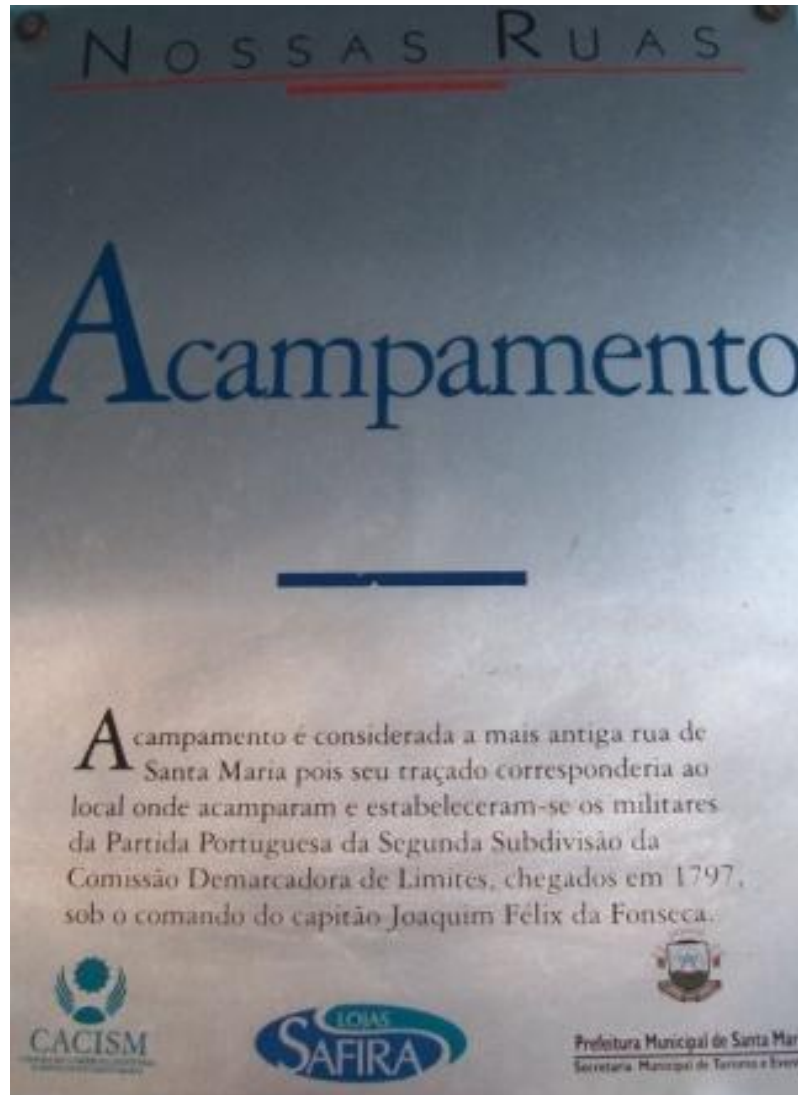 NOSSAS RUAS
Acampamento
Acampamento é considerada a mais antiga rua de
Santa Maria pois seu traçado corresponderia ao
local onde acamparam e estabeleceram-se os militares
da Partida Portuguesa da Segunda Subdivisão da
Comissão Demarcadora de Limites, chegados em 1797,
sob o comando do capitão Joaquim Félix da Fonseca.
CACISM
LOJAS
SAFIRA
Prefeitura Municipal de Santa Mar
Secretaria Municipal de Turismo e Even